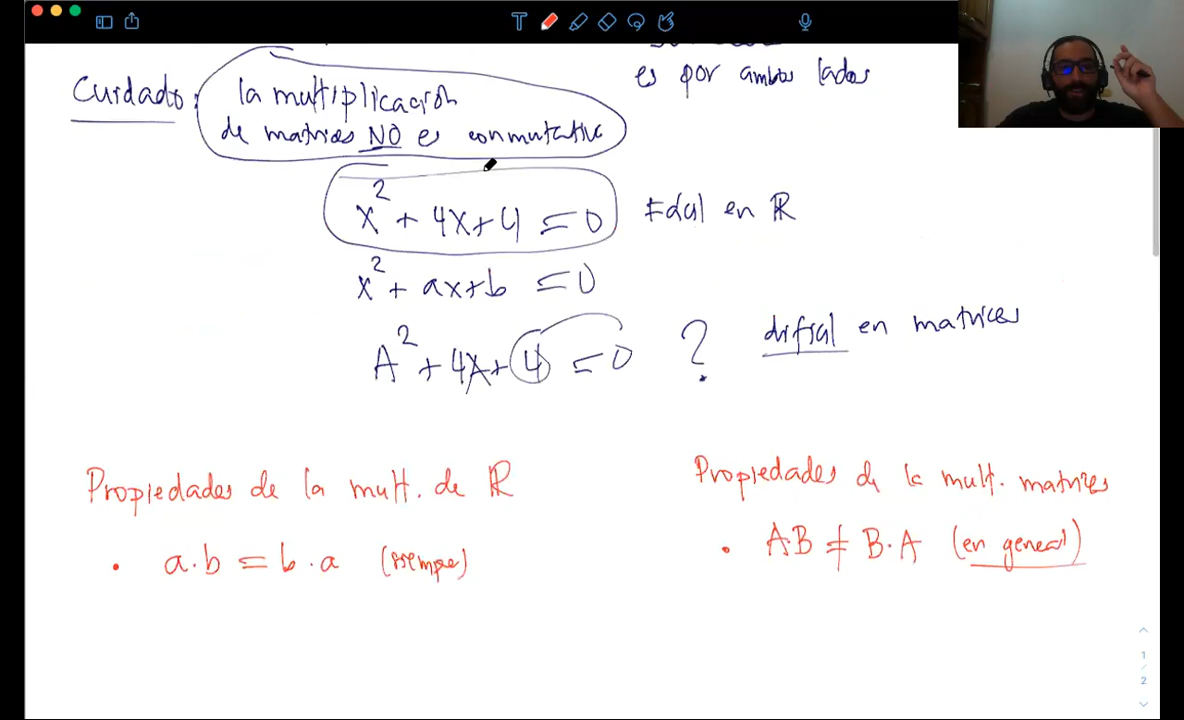 es por ambos lados
Cuidado: la multiplicación
de matrices NO es conmutativa
x² + 4x + 4 = 0 Fácil en ℝ
x² + ax + b = 0
A² + 4A + 4 = 0 ? difícil en matrices
Propiedades de la mult. de ℝ
• a.b = b.a (siempre)
Propiedades de la mult. matrices
• A.B ≠ B.A (en general)
1
/
2